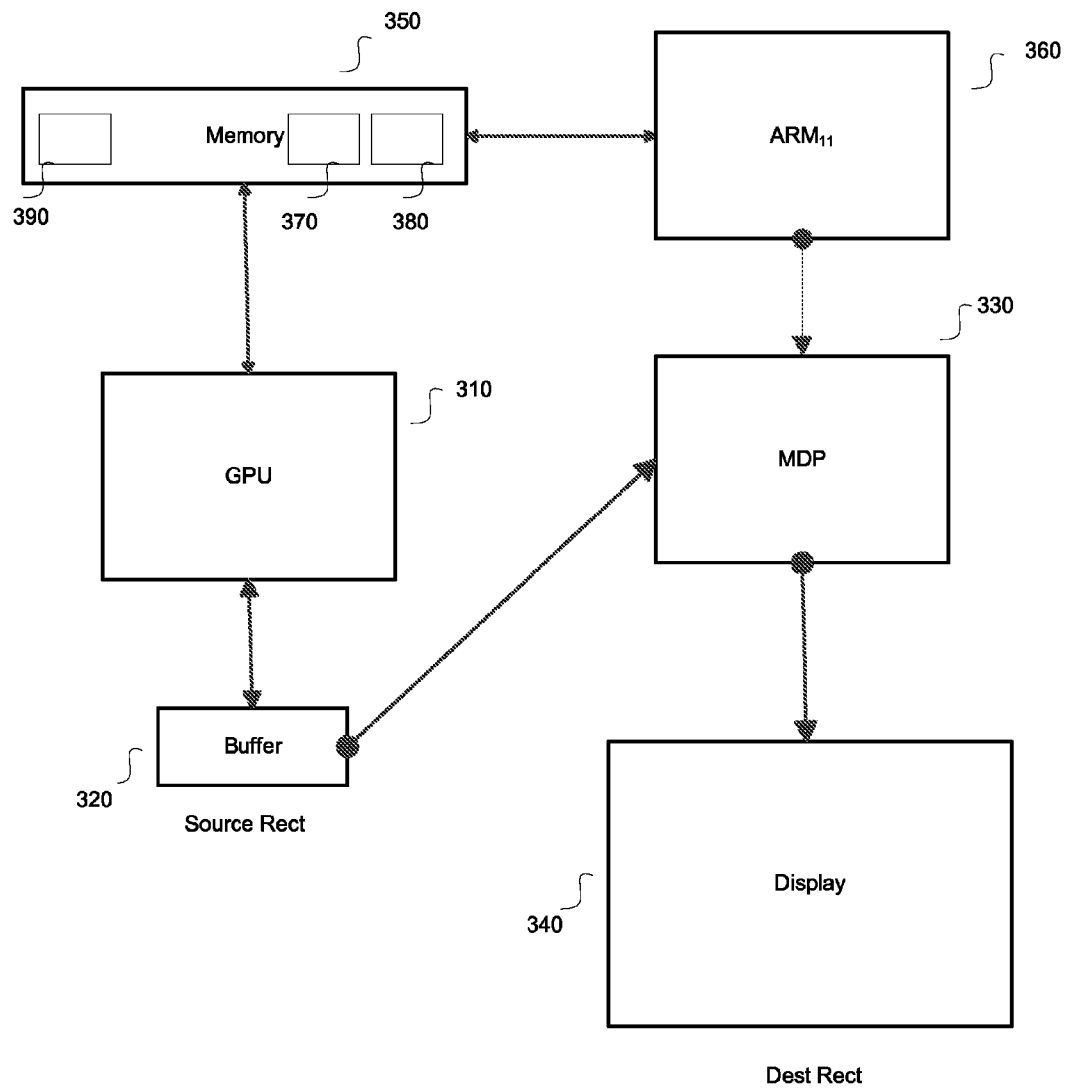 350
360
Memory
ARM₁₁
390
370
380
330
310
GPU
MDP
Buffer
320
Source Rect
Display
340
Dest Rect